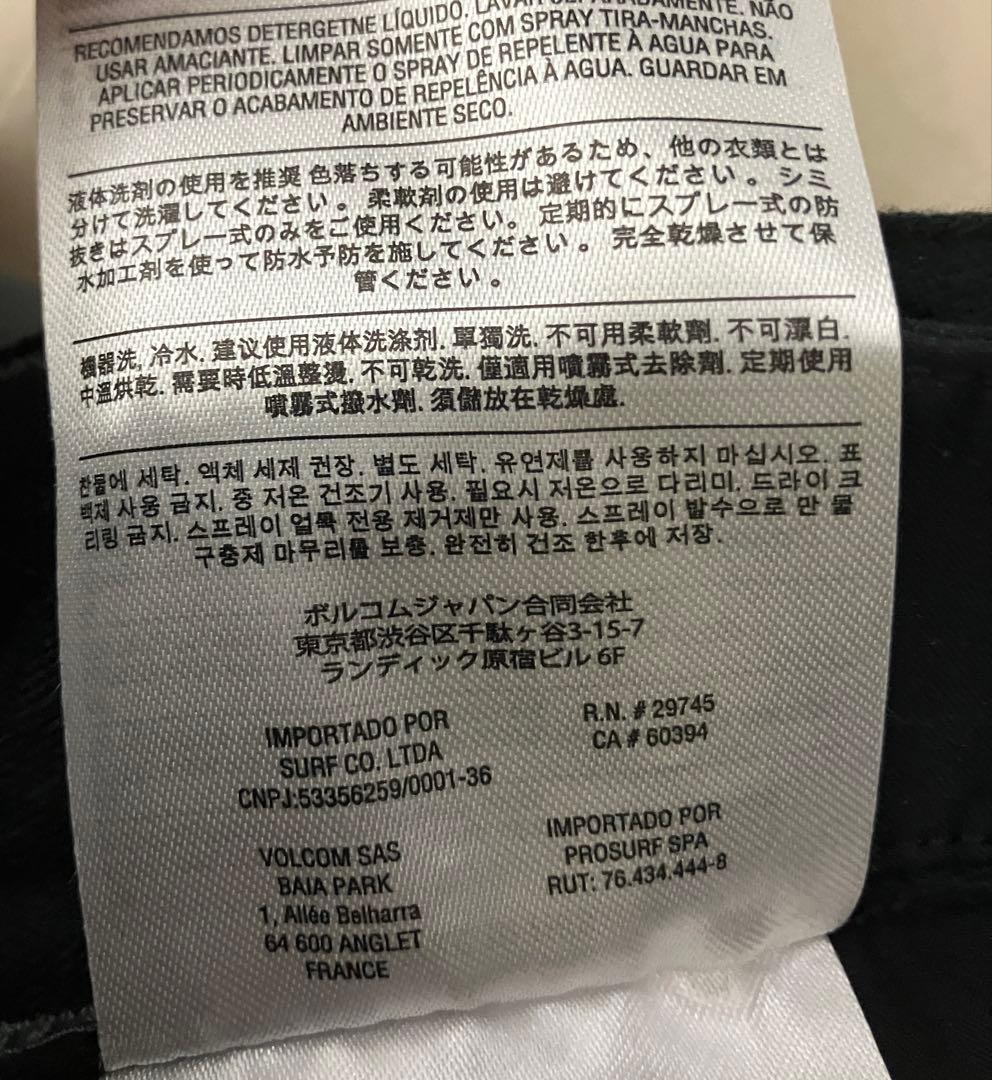 RECOMENDAMOS DETERGETNE LÍQUIDO. LAVAR SEPARADAMENTE. NÃO
USAR AMACIANTE. LIMPAR SOMENTE COM SPRAY TIRA-MANCHAS.
APLICAR PERIODICAMENTE O SPRAY DE REPELENTE À AGUA PARA
PRESERVAR O ACABAMENTO DE REPELÊNCIA À AGUA. GUARDAR EM
AMBIENTE SECO.
液体洗剤の使用を推奨 色落ちする可能性があるため、他の衣類とは
分けて洗濯してください。柔軟剤の使用は避けてください。シミ
抜きはスプレー式のみをご使用ください。定期的にスプレー式の防
水加工剤を使って防水予防を施してください。完全乾燥させて保
管ください。
機器洗. 冷水. 建议使用液体洗涤剂. 單獨洗. 不可用柔軟劑. 不可漂白.
中溫烘乾. 需要時低溫整燙. 不可乾洗. 僅適用噴霧式去除劑. 定期使用
噴霧式撥水劑. 須儲放在乾燥處.
찬물에 세탁. 액체 세제 권장. 별도 세탁. 유연제를 사용하지 마십시오. 표
백제 사용 금지. 중 저온 건조기 사용. 필요시 저온으로 다리미. 드라이 크
리링 금지. 스프레이 얼룩 전용 제거제만 사용. 스프레이 발수으로 만 물
구충제 마무리를 보충. 완전히 건조 한후에 저장.
ボルコムジャパン合同会社
東京都渋谷区千駄ヶ谷3-15-7
ランディック原宿ビル 6F
IMPORTADO POR
SURF CO. LTDA
CNPJ:53356259/0001-36
R.N. # 29745
CA # 60394
VOLCOM SAS
BAIA PARK
1, Allée Belharra
64 600 ANGLET
FRANCE
IMPORTADO POR
PROSURF SPA
RUT: 76.434.444-8